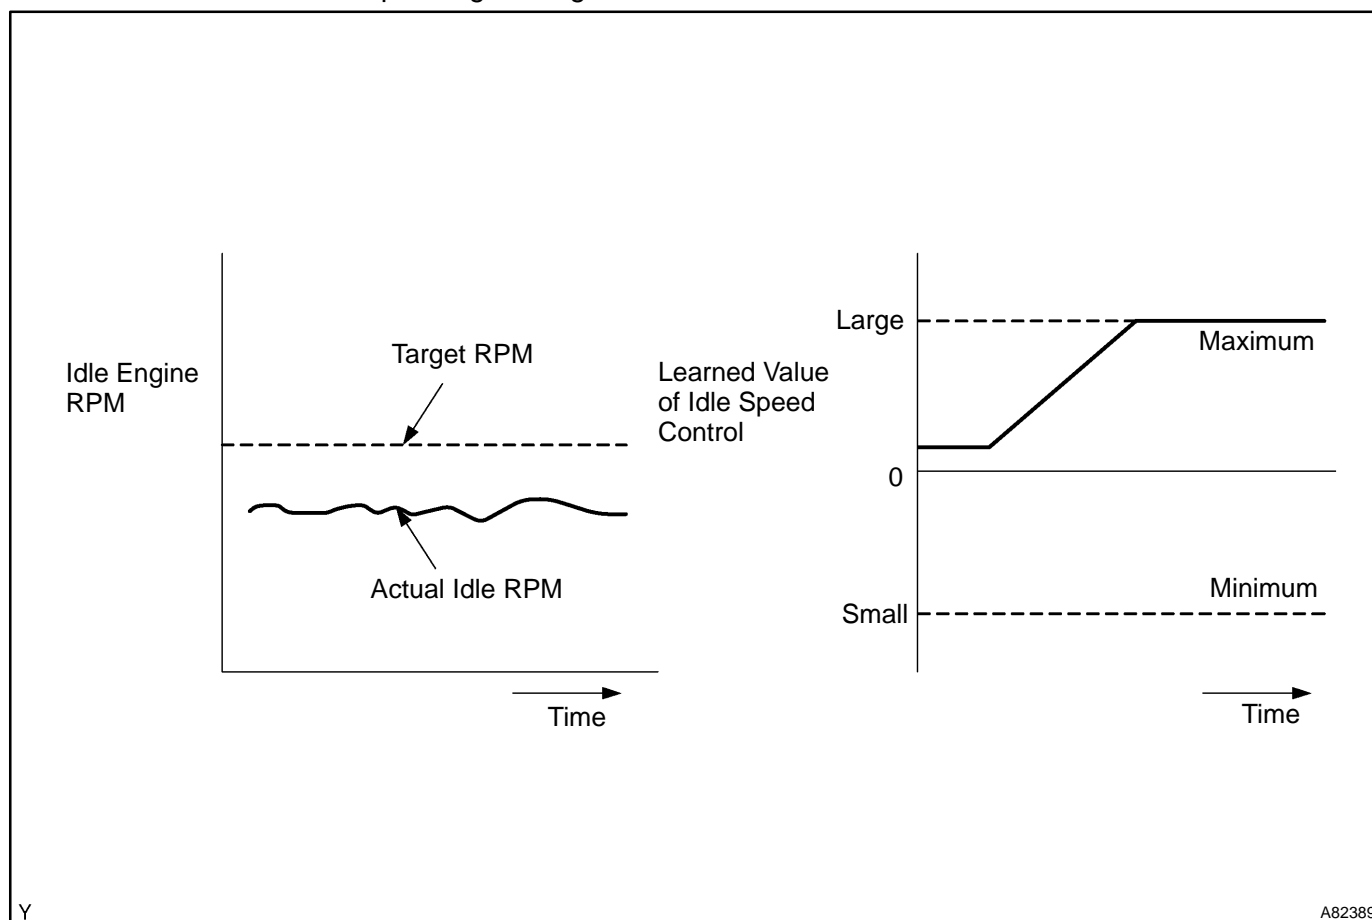 Idle Engine
RPM
Target RPM
Actual Idle RPM
Time
Learned Value
of Idle Speed
Control
Large
Maximum
0
Minimum
Small
Time
Y
A82389